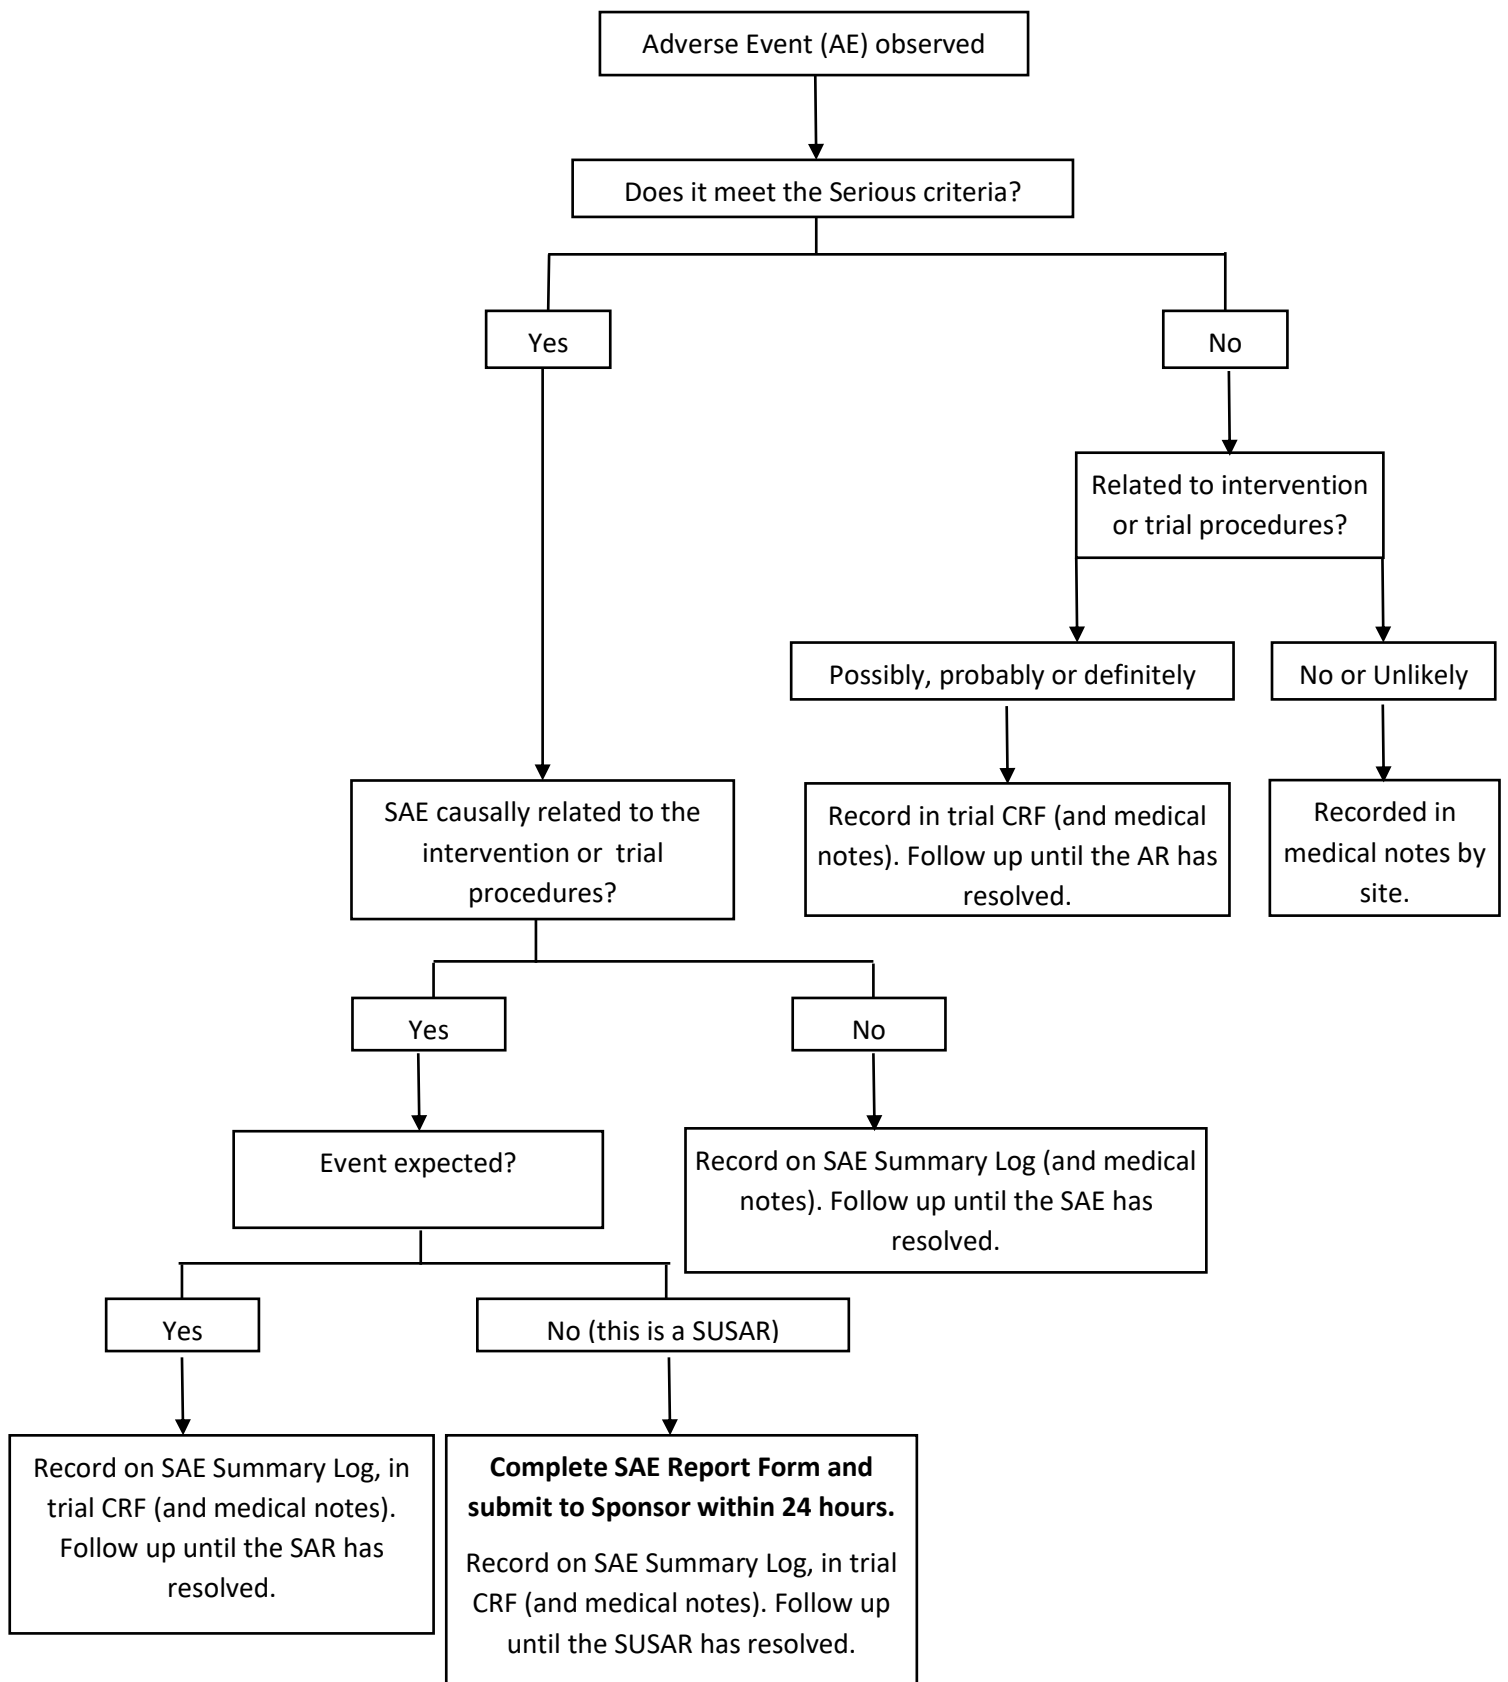 Adverse Event (AE) observed
Does it meet the Serious criteria?
Yes
No
Related to intervention
or trial procedures?
Possibly, probably or definitely
No or Unlikely
SAE causally related to the
intervention or  trial
procedures?
Record in trial CRF (and medical
notes). Follow up until the AR has
resolved.
Recorded in
medical notes by
site.
Yes
No
Event expected?
Record on SAE Summary Log (and medical
notes). Follow up until the SAE has
resolved.
Yes
No (this is a SUSAR)
Record on SAE Summary Log, in
trial CRF (and medical notes).
Follow up until the SAR has
resolved.
Complete SAE Report Form and
submit to Sponsor within 24 hours.
Record on SAE Summary Log, in trial
CRF (and medical notes). Follow up
until the SUSAR has resolved.